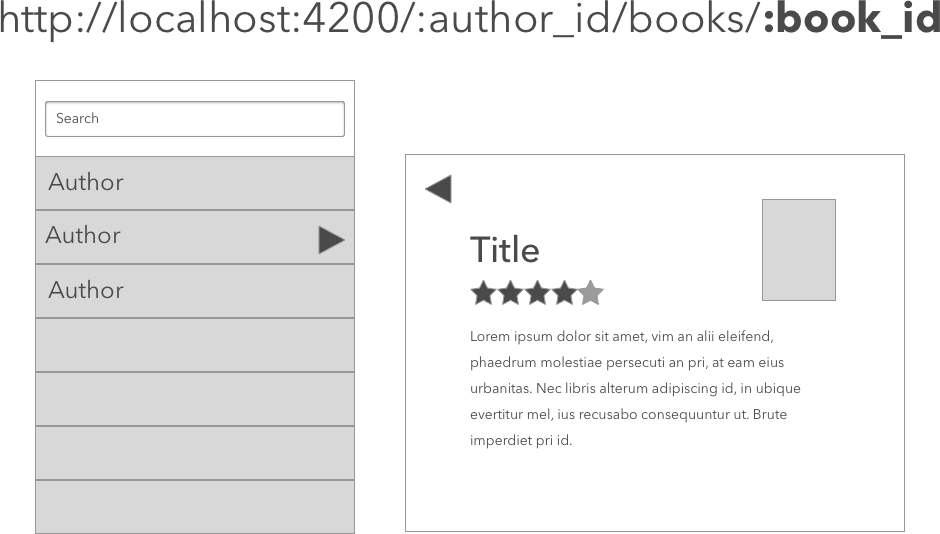 http://localhost:4200/:author_id/books/:book_id
Search
Author
Author
Author
Title
Lorem ipsum dolor sit amet, vim an alii eleifend,
phaedrum molestiae persecuti an pri, at eam eius
urbanitas. Nec libris alterum adipiscing id, in ubique
evertitur mel, ius recusabo consequuntur ut. Brute
imperdiet pri id.